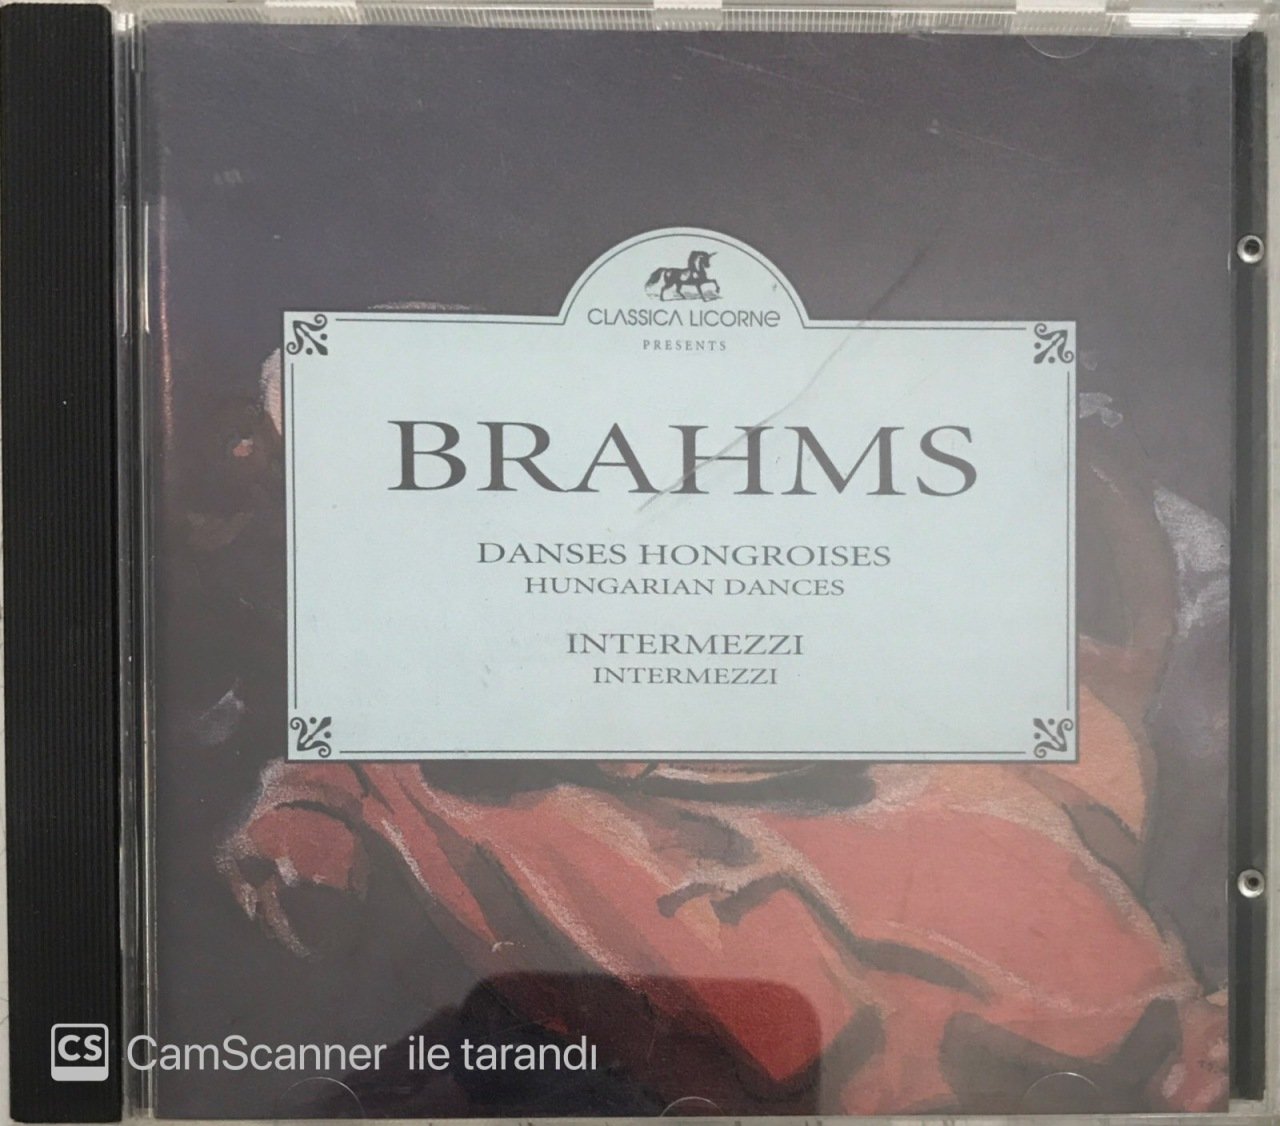 CLASSICA LICORNE
PRESENTS
BRAHMS
DANSES HONGROISES
HUNGARIAN DANCES
INTERMEZZI
INTERMEZZI
CS CamScanner ile tarandı